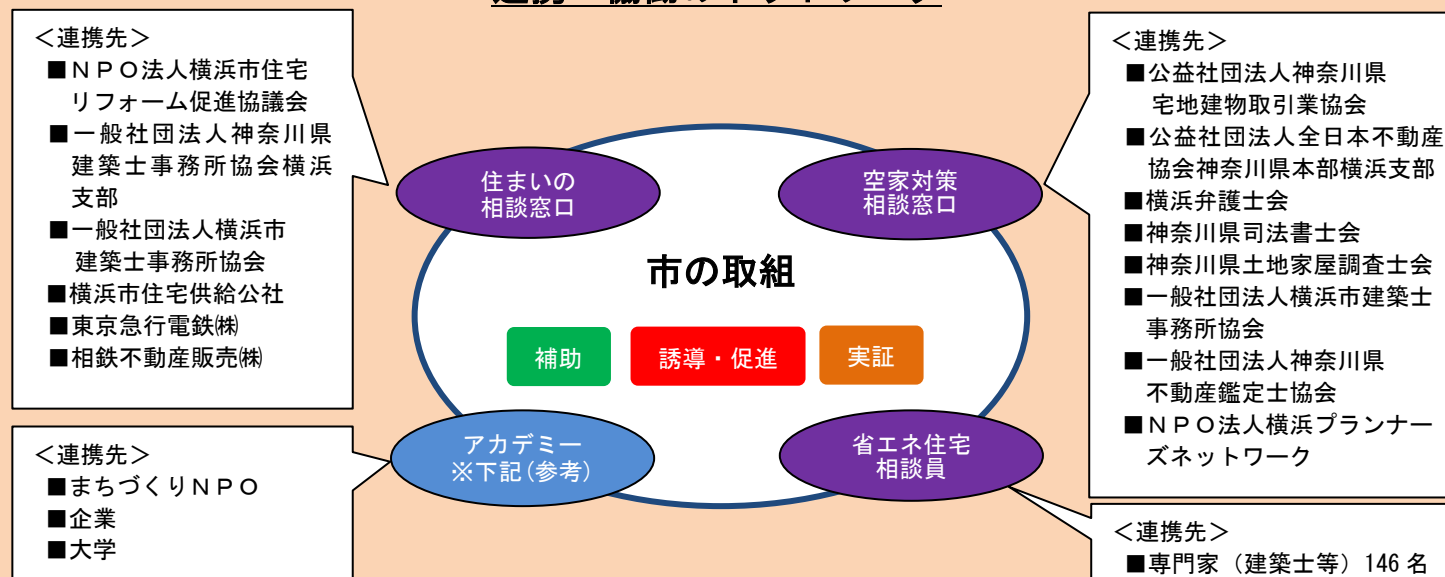 連携・協働のネットワーク
＜連携先＞
■ＮＰＯ法人横浜市住宅
リフォーム促進協議会
■一般社団法人神奈川県
建築士事務所協会横浜
支部
■一般社団法人横浜市
建築士事務所協会
■横浜市住宅供給公社
■東京急行電鉄㈱
■相鉄不動産販売㈱
＜連携先＞
■まちづくりＮＰＯ
■企業
■大学
住まいの
相談窓口
空家対策
相談窓口
市の取組
補助
誘導・促進
実証
アカデミー
※下記(参考)
省エネ住宅
相談員
＜連携先＞
■公益社団法人神奈川県
宅地建物取引業協会
■公益社団法人全日本不動産
協会神奈川県本部横浜支部
■横浜弁護士会
■神奈川県司法書士会
■神奈川県土地家屋調査士会
■一般社団法人横浜市建築士
事務所協会
■一般社団法人神奈川県
不動産鑑定士協会
■ＮＰＯ法人横浜プランナー
ズネットワーク
＜連携先＞
■専門家（建築士等）146名